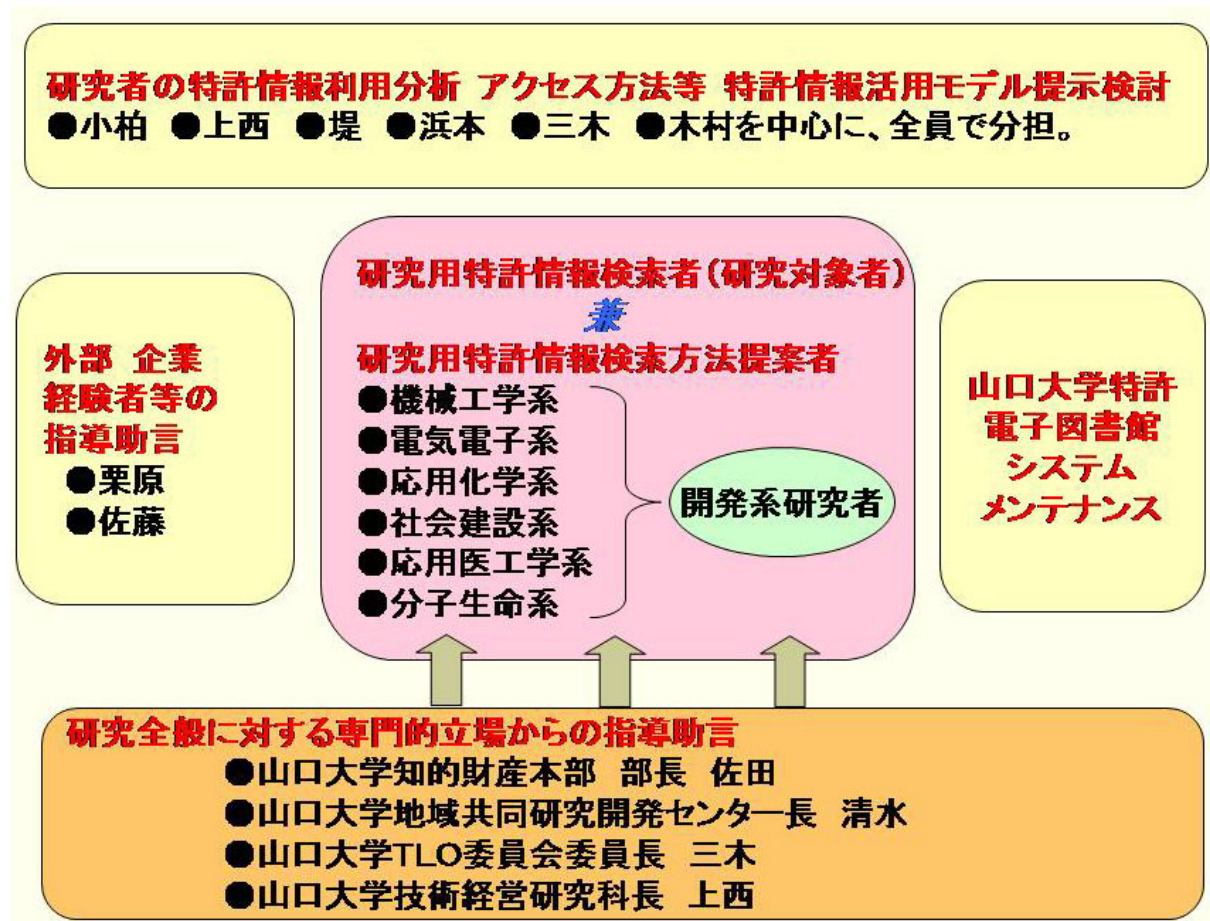 研究者の特許情報利用分析 アクセス方法等 特許情報活用モデル提示検討
●小柏 ●上西 ●堤 ●浜本 ●三木 ●木村を中心に、全員で分担。
外部 企業
経験者等の
指導助言
●栗原
●佐藤
研究用特許情報検索者(研究対象者)
兼
研究用特許情報検索方法提案者
●機械工学系
●電気電子系
●応用化学系
●社会建設系
●応用医工学系
●分子生命系
開発系研究者
山口大学特許
電子図書館
システム
メンテナンス
研究全般に対する専門的立場からの指導助言
●山口大学知的財産本部 部長 佐田
●山口大学地域共同研究開発センター長 清水
●山口大学TLO委員会委員長 三木
●山口大学技術経営研究科長 上西